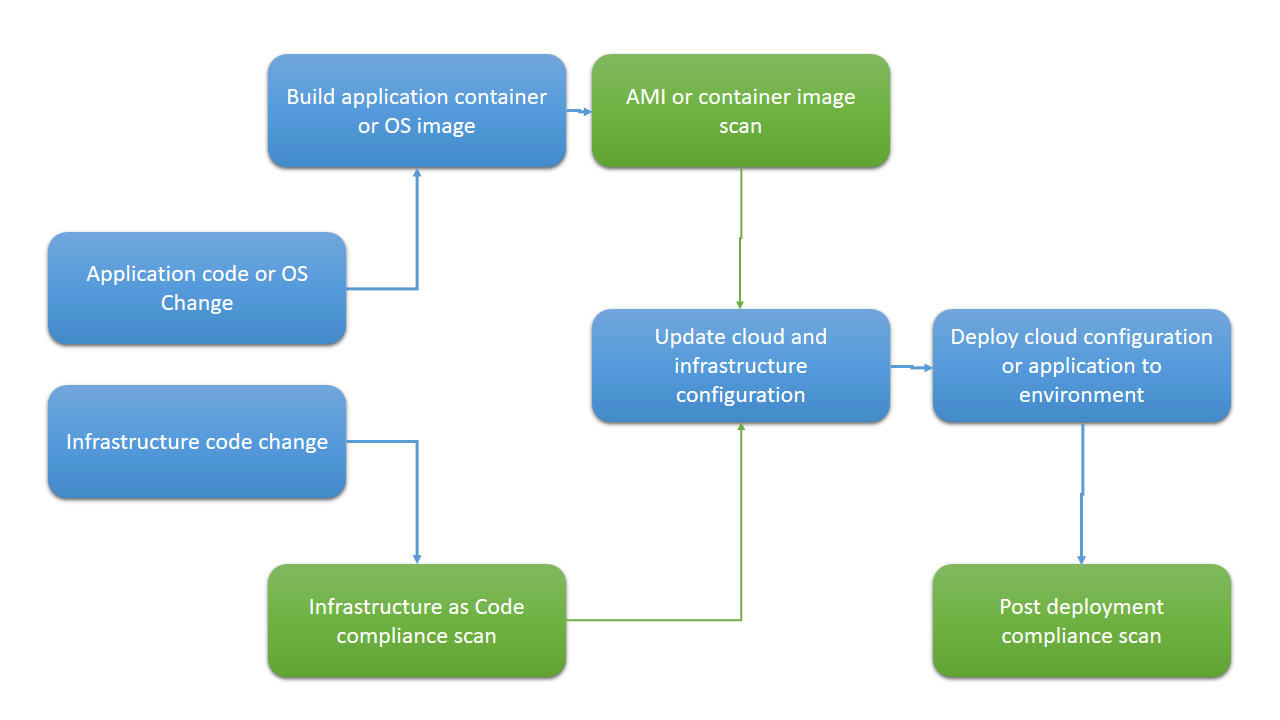 Build application container
or OS image
AMI or container image
scan
Application code or OS
Change
Update cloud and
infrastructure
configuration
Deploy cloud configuration
or application to
environment
Infrastructure code change
Infrastructure as Code
compliance scan
Post deployment
compliance scan